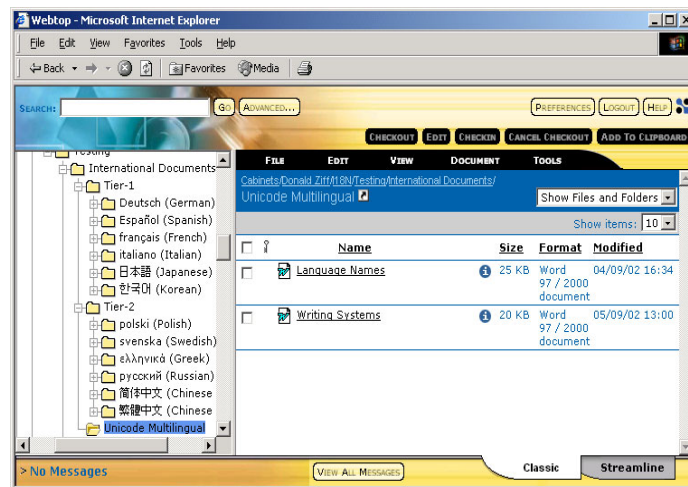 Webtop - Microsoft Internet Explorer
File Edit View Favorites Tools Help
Back Favorites Media
SEARCH: GO ADVANCED... PREFERENCES LOGOUT HELP
CHECKOUT EDIT CHECKIN CANCEL CHECKOUT ADD TO CLIPBOARD
FILE EDIT VIEW DOCUMENT TOOLS
Testing
International Documents
Tier-1
Deutsch (German)
Español (Spanish)
français (French)
italiano (Italian)
日本語 (Japanese)
한국어 (Korean)
Tier-2
polski (Polish)
svenska (Swedish)
ελληνικά (Greek)
русский (Russian)
简体中文 (Chinese
繁體中文 (Chinese
Unicode Multilingual
Cabinets/Donald Ziff/I18N/Testing/International Documents/
Unicode Multilingual Show Files and Folders
Show items: 10
Name Size Format Modified
Language Names 25 KB Word 97 / 2000 document 04/09/02 16:34
Writing Systems 20 KB Word 97 / 2000 document 05/09/02 13:00
> No Messages VIEW ALL MESSAGES Classic Streamline